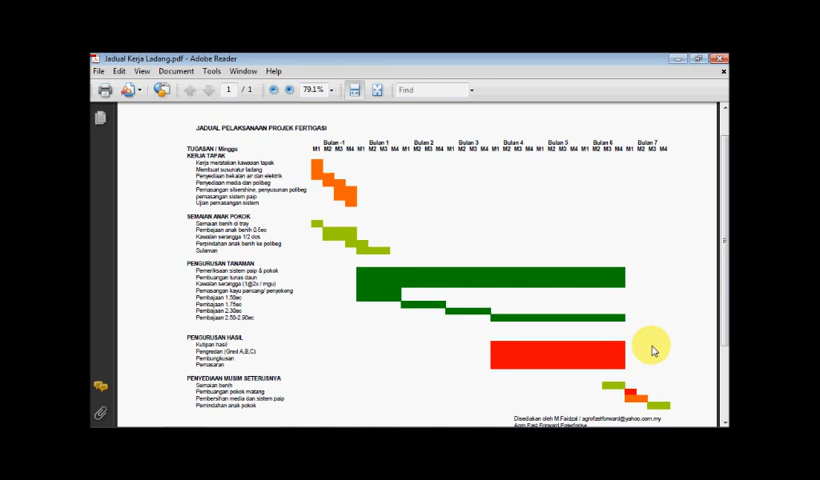 Jadual Kerja Ladang.pdf - Adobe Reader
File Edit View Document Tools Window Help
1 / 1 79.1% Find
JADUAL PELAKSANAAN PROJEK FERTIGASI
Bulan -1 Bulan 1 Bulan 2 Bulan 3 Bulan 4 Bulan 5 Bulan 6 Bulan 7
TUGASAN / Minggu M1 M2 M3 M4 M1 M2 M3 M4 M1 M2 M3 M4 M1 M2 M3 M4 M1 M2 M3 M4 M1 M2 M3 M4 M1 M2 M3 M4 M1 M2 M3 M4
KERJA TAPAK
Kerja meratakan kawasan tapak
Membuat susunatur ladang
Penyediaan bekalan air dan elektrik
Penyediaan media dan polibeg
Pemasangan silvershine, penyusunan polibeg
pemasangan sistem paip
Ujian pemasangan sistem
SEMAIAN ANAK POKOK
Semaian benih di tray
Pembajaan anak benih 0.5ec
Kawalan serangga 1/2 dos
Perpindahan anak benih ke polibeg
Sulaman
PENGURUSAN TANAMAN
Pemeriksaan sistem paip & pokok
Pembuangan tunas daun
Kawalan serangga (1@2x / mgu)
Pemasangan kayu pancang/ penyokong
Pembajaan 1.50ec
Pembajaan 1.75ec
Pembajaan 2.30ec
Pembajaan 2.50-2.90ec
PENGURUSAN HASIL
Kutipan hasil
Pengredan (Gred A,B,C)
Pembungkusan
Pemasaran
PENYEDIAAN MUSIM SETERUSNYA
Semaian benih
Pembuangan pokok matang
Pembersihan media dan sistem paip
Pemindahan anak pokok
Disediakan oleh M.Faidzal / agrofastforward@yahoo.com.my
Agro Fast Forward Enterprise